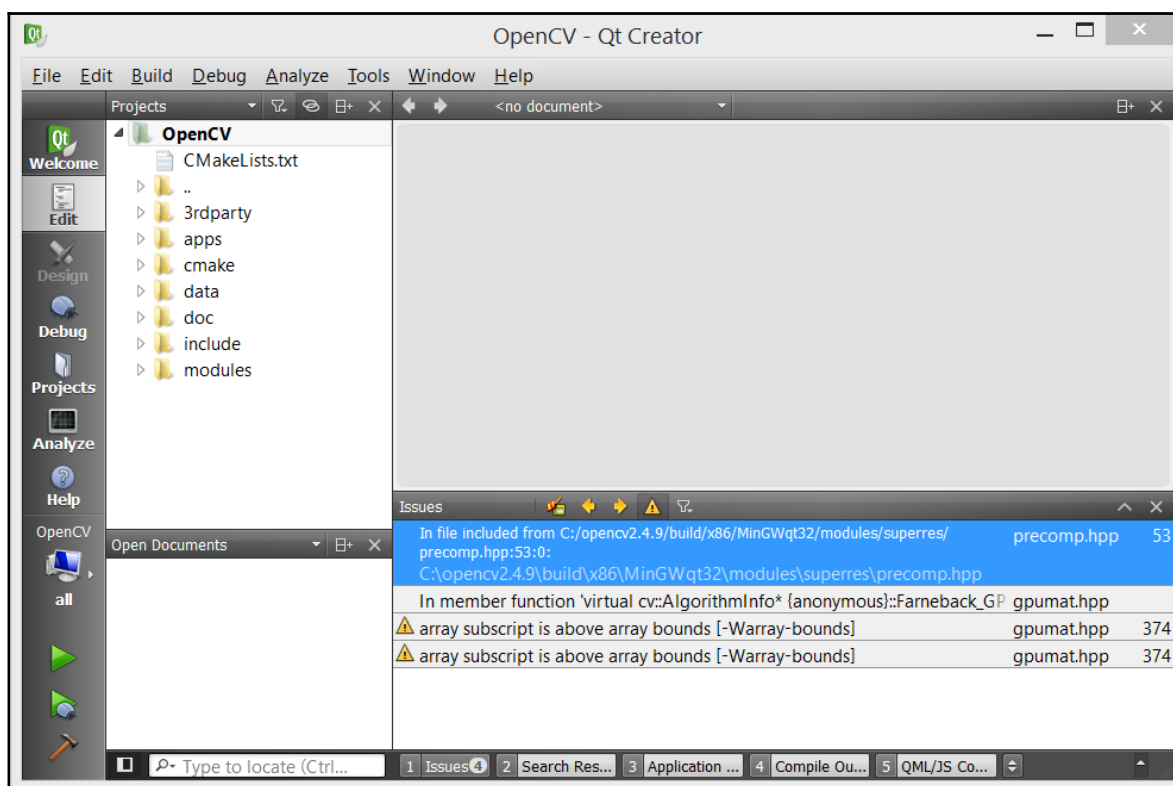 Qt
OpenCV - Qt Creator
File Edit Build Debug Analyze Tools Window Help
Projects
<no document>
Qt
Welcome
Edit
Design
Debug
Projects
Analyze
Help
OpenCV
all
OpenCV
CMakeLists.txt
..
3rdparty
apps
cmake
data
doc
include
modules
Open Documents
Issues
In file included from C:/opencv2.4.9/build/x86/MinGWqt32/modules/superres/ precomp.hpp 53
precomp.hpp:53:0:
C:\opencv2.4.9\build\x86\MinGWqt32\modules\superres\precomp.hpp
In member function 'virtual cv::AlgorithmInfo* {anonymous}::Farneback_GP gpumat.hpp
array subscript is above array bounds [-Warray-bounds] gpumat.hpp 374
array subscript is above array bounds [-Warray-bounds] gpumat.hpp 374
Type to locate (Ctrl... 1 Issues 4 2 Search Res... 3 Application ... 4 Compile Ou... 5 QML/JS Co...